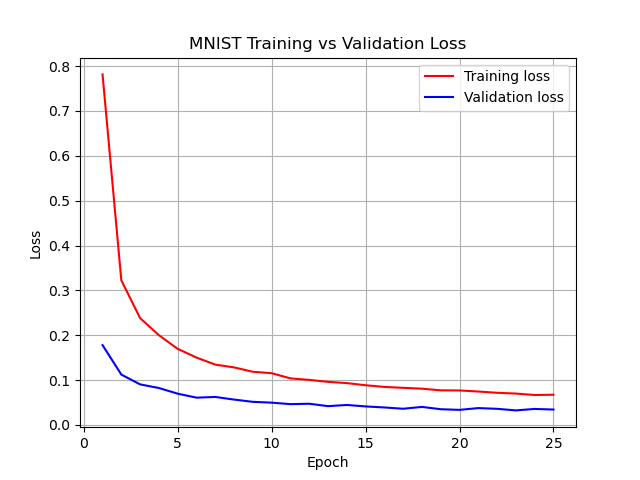 MNIST Training vs Validation Loss
Training loss
Validation loss
0.8
0.7
0.6
0.5
0.4
0.3
0.2
0.1
0.0
Loss
0 5 10 15 20 25
Epoch